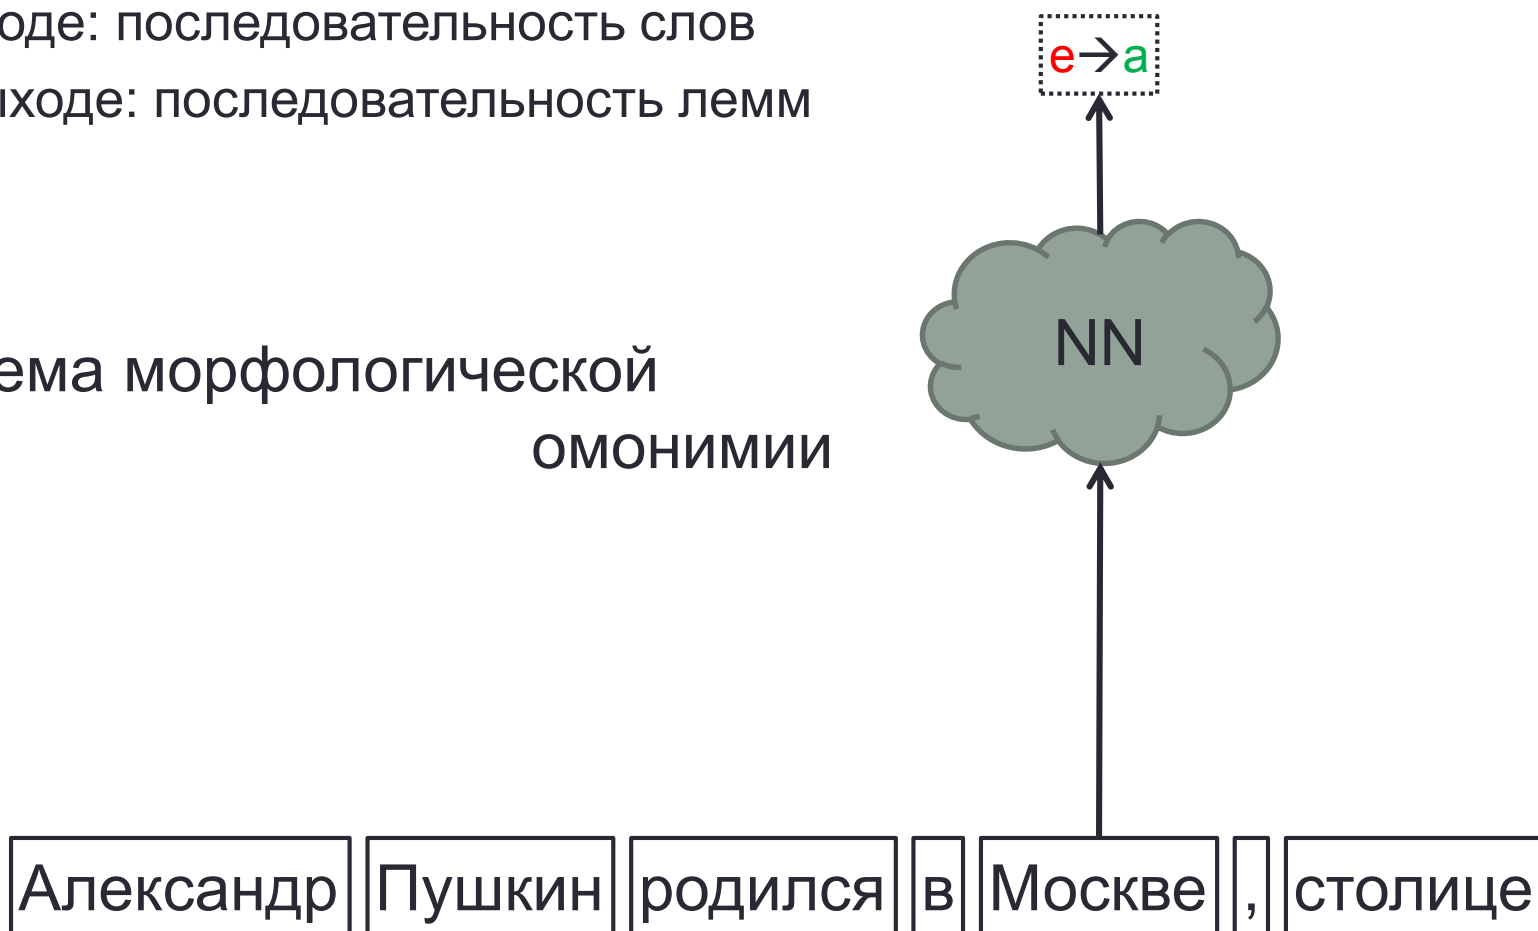 оде: последовательность слов
ыходе: последовательность лемм
е→а
NN
ема морфологической
омонимии
Александр Пушкин родился в Москве , столице